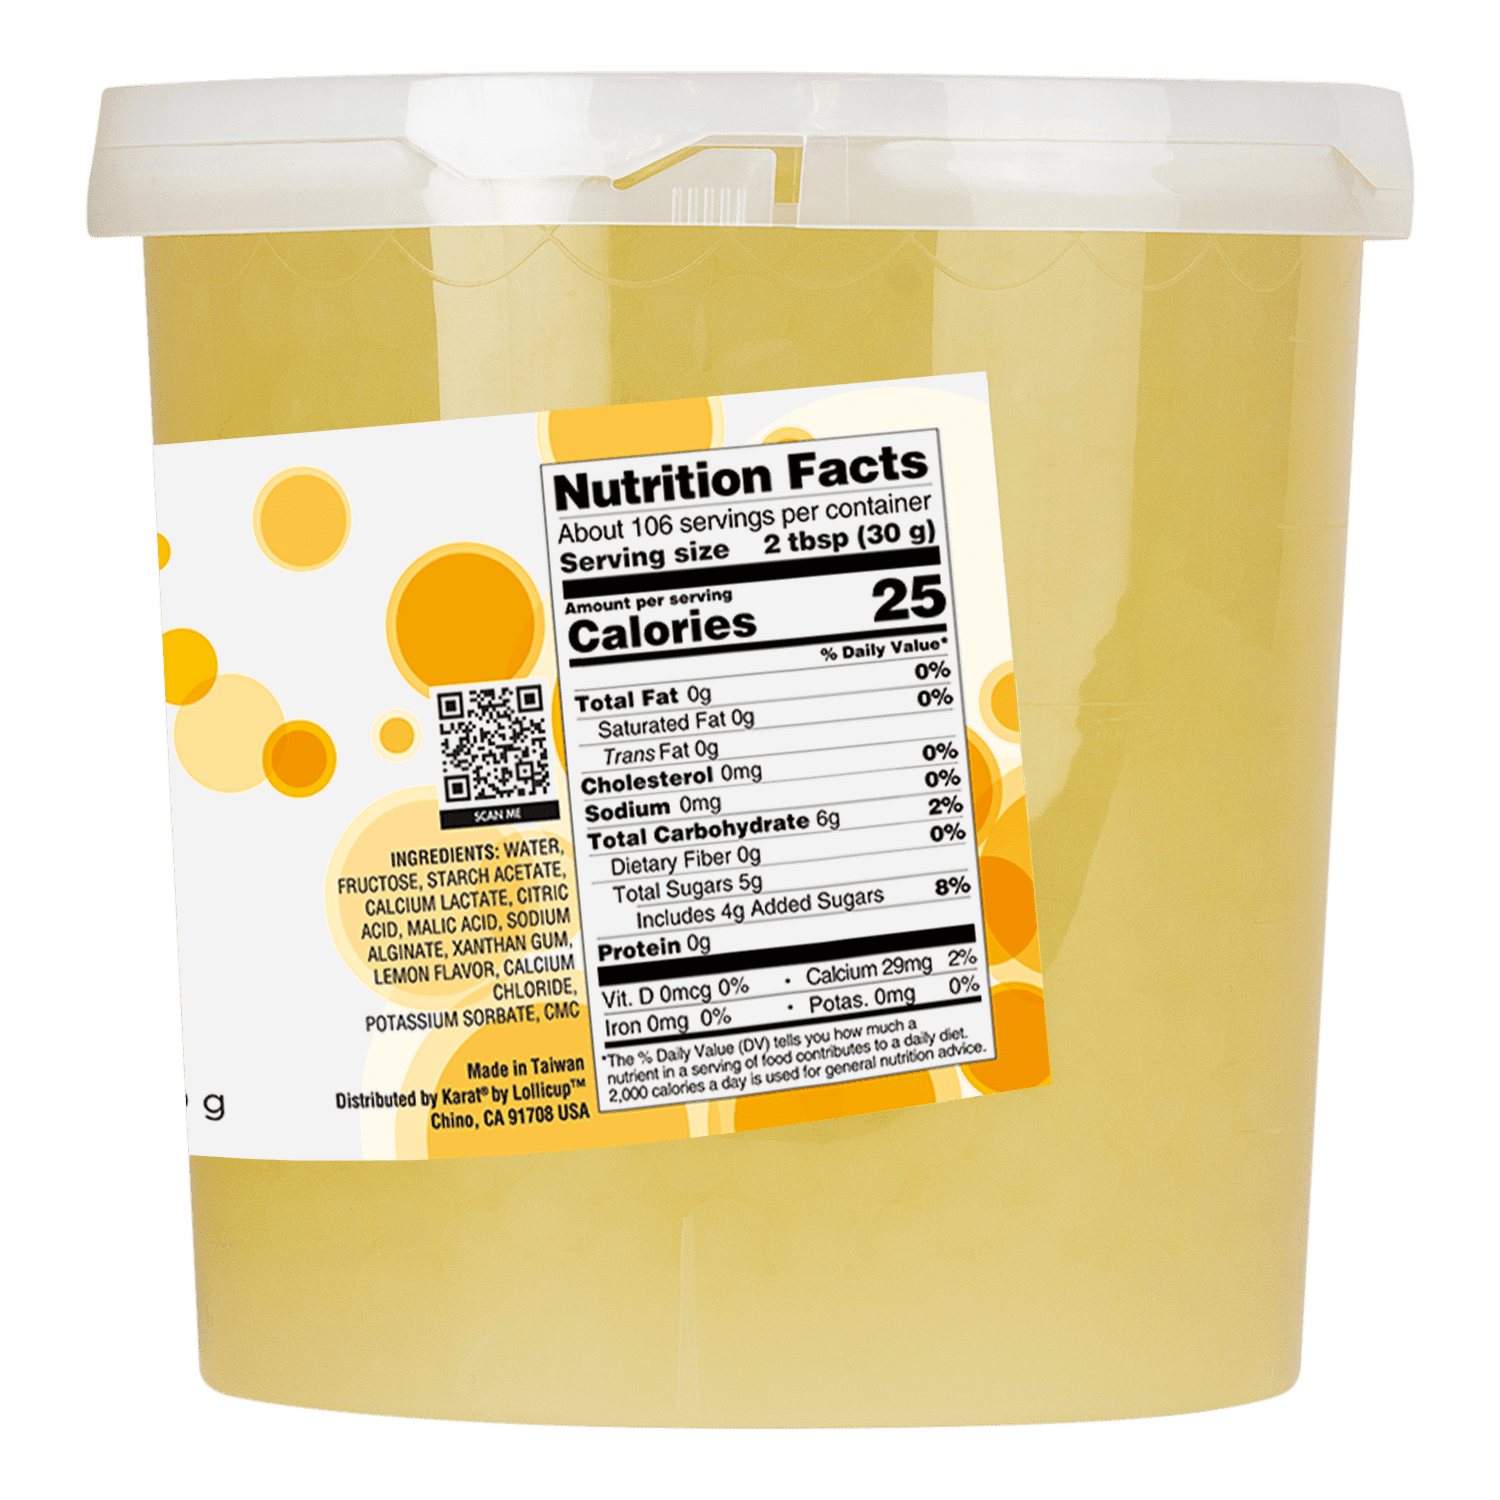 Nutrition Facts
About 106 servings per container
Serving size 2 tbsp (30 g)
Amount per serving
Calories 25
% Daily Value*
Total Fat 0g 0%
Saturated Fat 0g 0%
Trans Fat 0g
Cholesterol 0mg 0%
Sodium 0mg 0%
Total Carbohydrate 6g 2%
Dietary Fiber 0g 0%
Total Sugars 5g
Includes 4g Added Sugars 8%
Protein 0g
Vit. D 0mcg 0% • Calcium 29mg 2%
Iron 0mg 0% • Potas. 0mg 0%
*The % Daily Value (DV) tells you how much a
nutrient in a serving of food contributes to a daily diet.
2,000 calories a day is used for general nutrition advice.
SCAN ME
INGREDIENTS: WATER,
FRUCTOSE, STARCH ACETATE,
CALCIUM LACTATE, CITRIC
ACID, MALIC ACID, SODIUM
ALGINATE, XANTHAN GUM,
LEMON FLAVOR, CALCIUM
CHLORIDE,
POTASSIUM SORBATE, CMC
Made in Taiwan
Distributed by Karat® by Lollicup™
Chino, CA 91708 USA
g